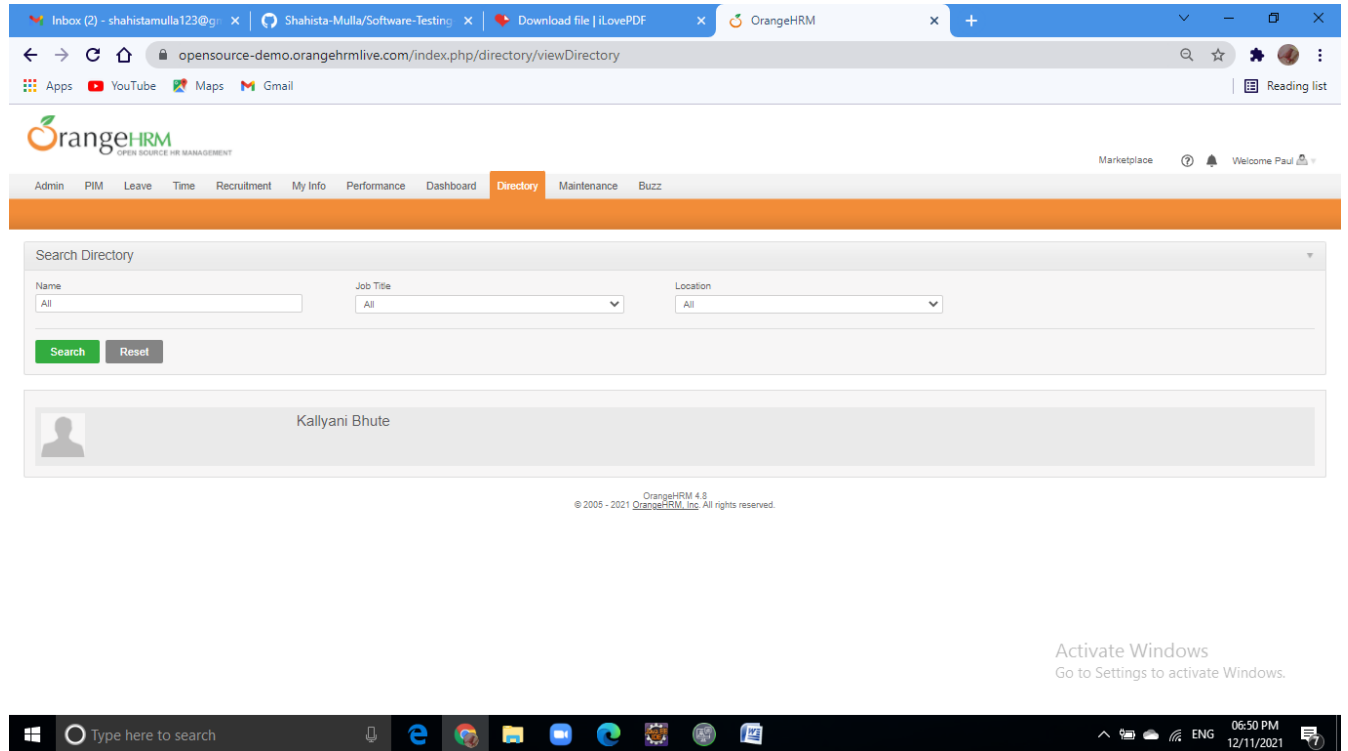 Inbox (2) - shahistamulla123@gm
Shahista-Mulla/Software-Testing
Download file | iLovePDF
OrangeHRM
opensource-demo.orangehrmlive.com/index.php/directory/viewDirectory
Apps YouTube Maps Gmail Reading list
OrangeHRM
OPEN SOURCE HR MANAGEMENT
Marketplace Welcome Paul
Admin PIM Leave Time Recruitment My Info Performance Dashboard Directory Maintenance Buzz
Search Directory
Name Job Title Location
All All All
Search Reset
Kallyani Bhute
OrangeHRM 4.8
© 2005 - 2021 OrangeHRM, Inc. All rights reserved.
Activate Windows
Go to Settings to activate Windows.
Type here to search
ENG
06:50 PM
12/11/2021
7